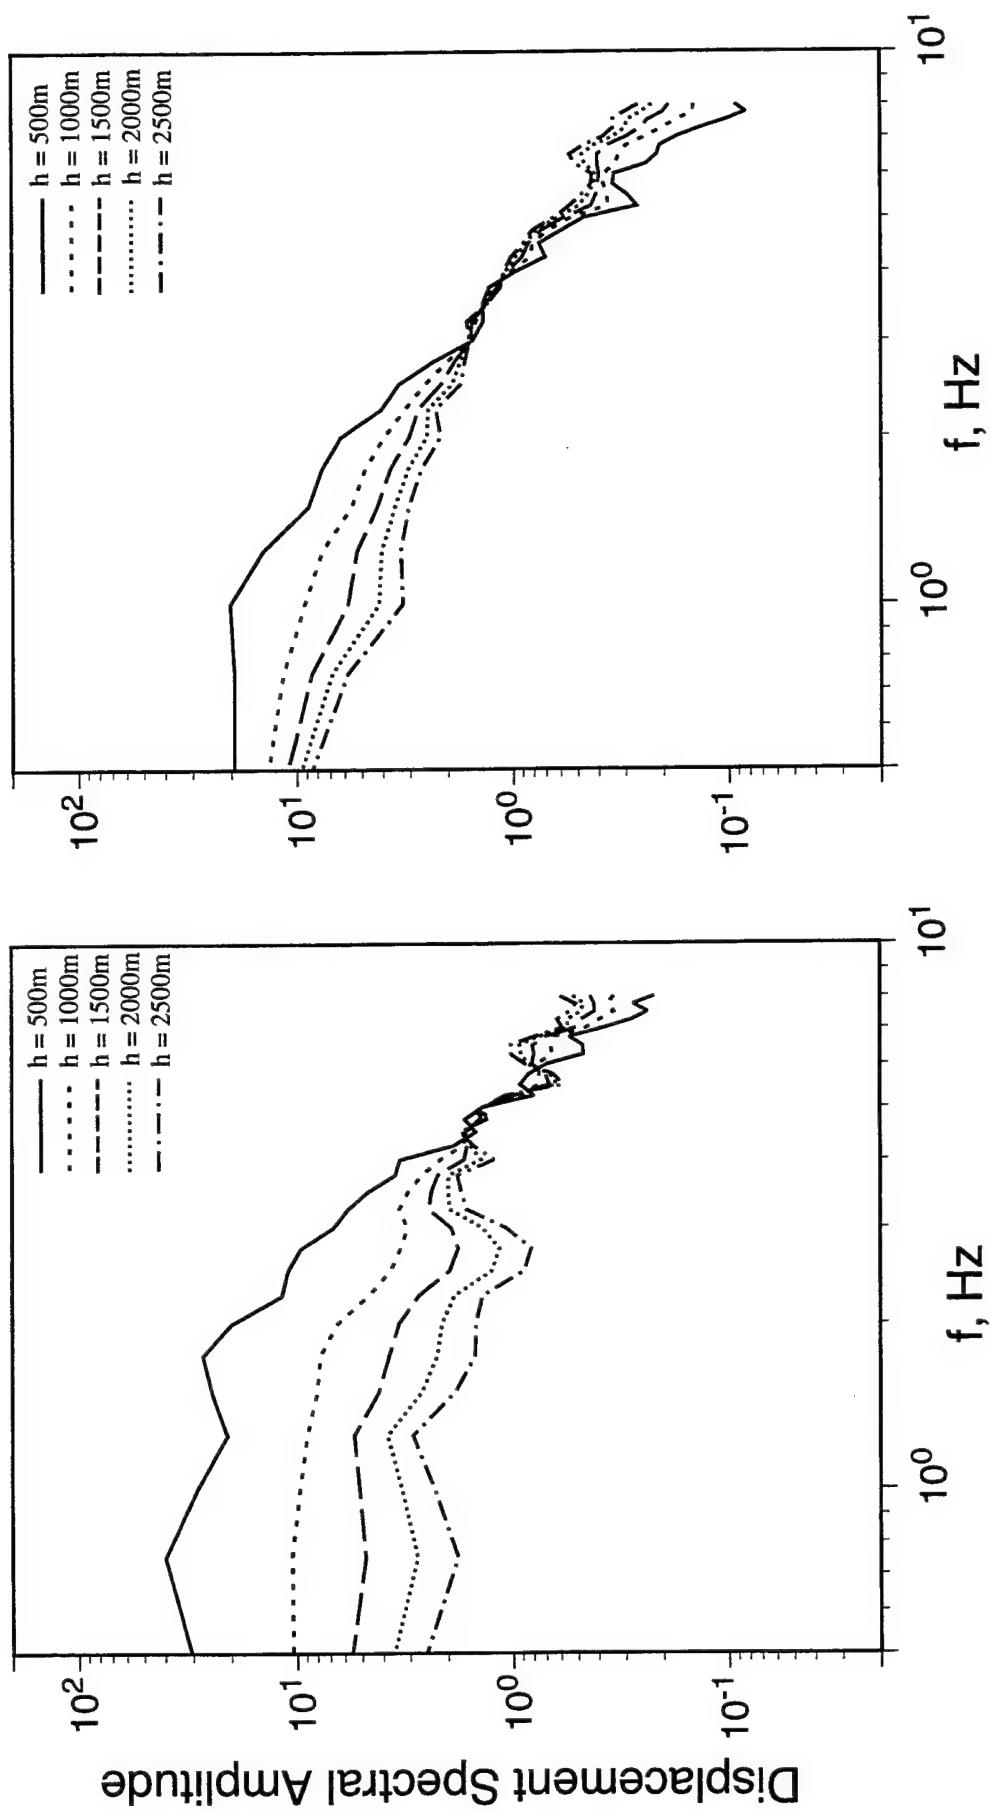 Displacement Spectral Amplitude
10²
10¹
10⁰
10⁻¹
h = 500m
h = 1000m
h = 1500m
h = 2000m
h = 2500m
10⁰
10¹
f, Hz
10²
10¹
10⁰
10⁻¹
h = 500m
h = 1000m
h = 1500m
h = 2000m
h = 2500m
10⁰
10¹
f, Hz